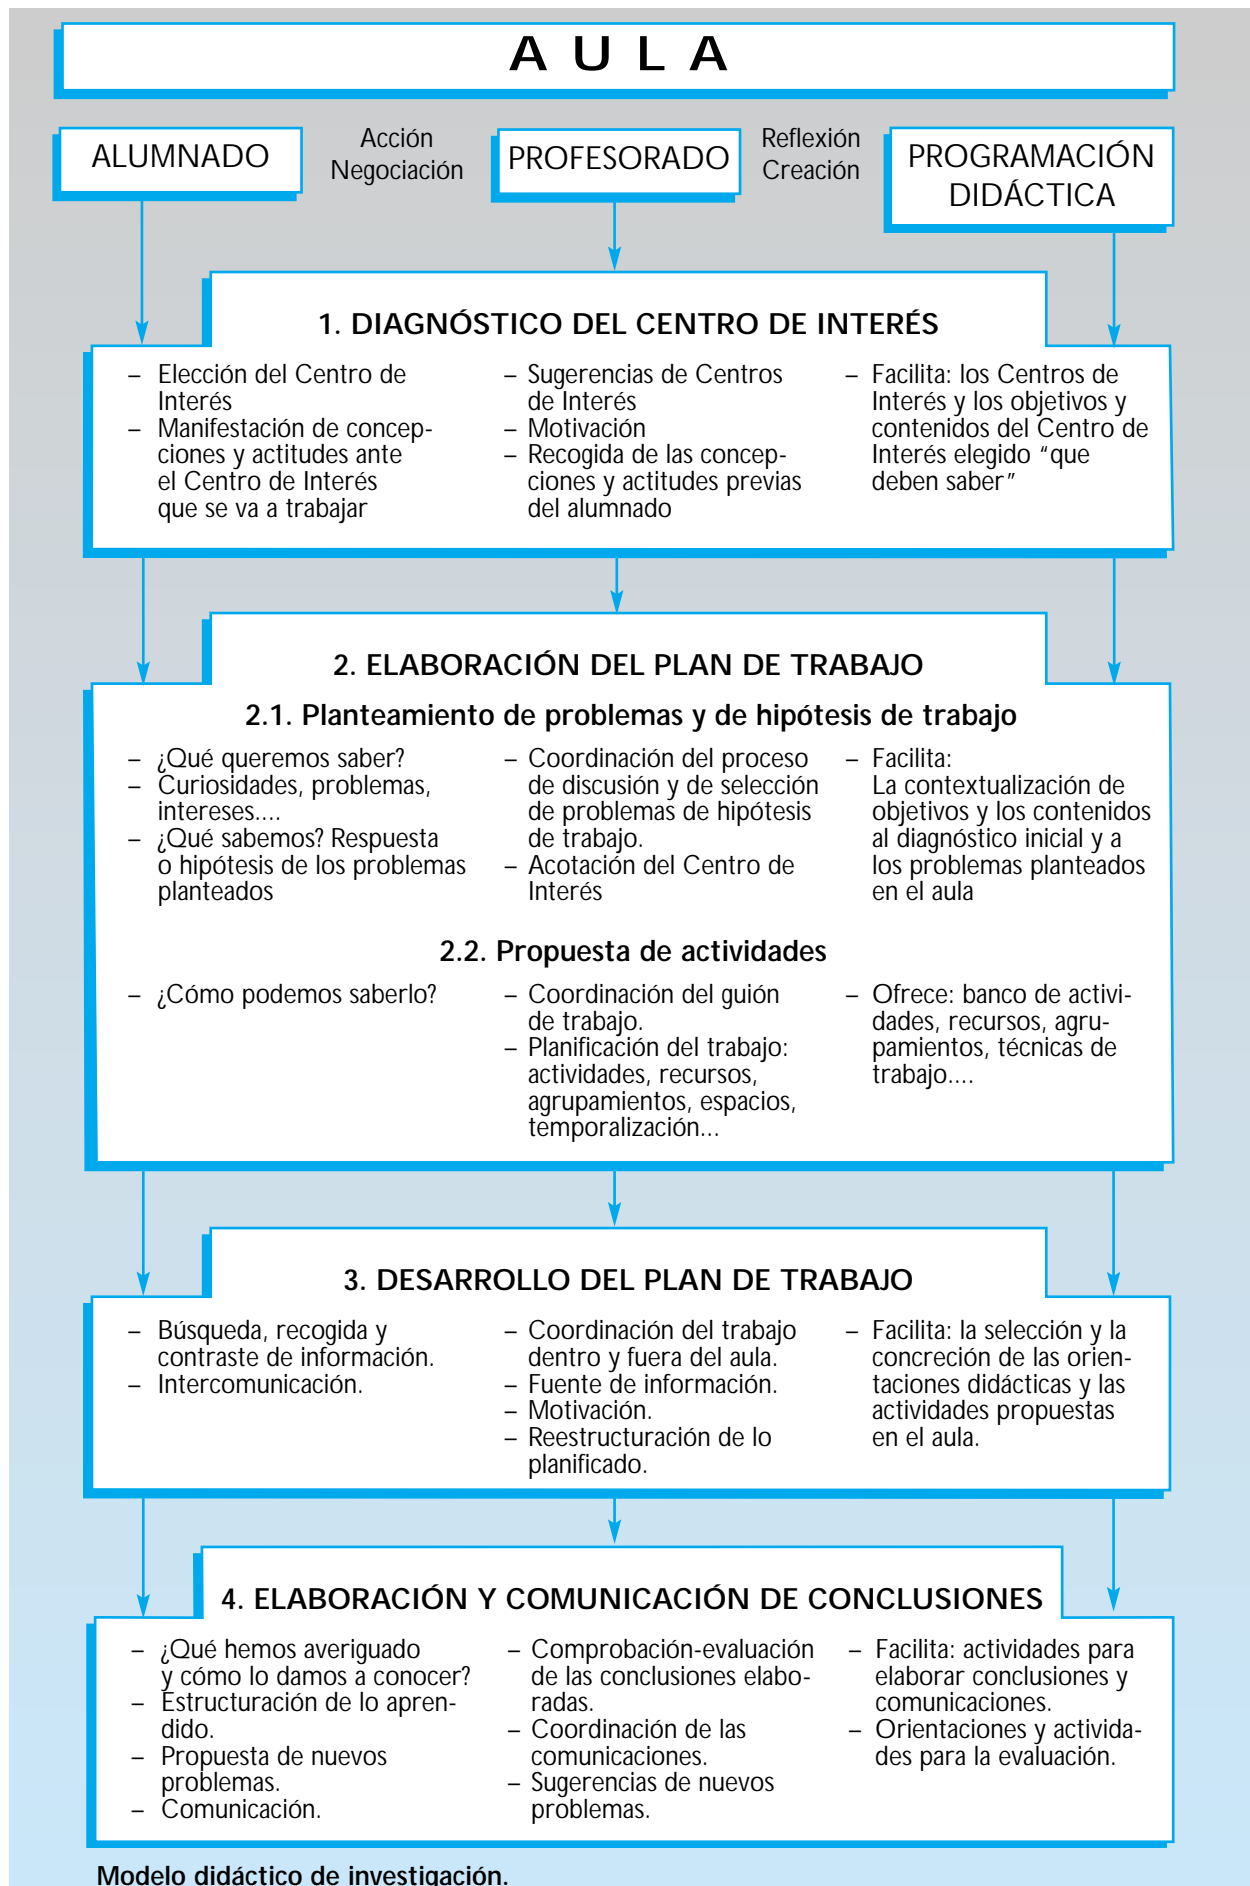 AULA
ALUMNADO
Acción
Negociación
PROFESORADO
Reflexión
Creación
PROGRAMACIÓN
DIDÁCTICA
1. DIAGNÓSTICO DEL CENTRO DE INTERÉS
– Elección del Centro de
Interés
– Manifestación de concep-
ciones y actitudes ante
el Centro de Interés
que se va a trabajar
– Sugerencias de Centros
de Interés
– Motivación
– Recogida de las concep-
ciones y actitudes previas
del alumnado
– Facilita: los Centros de
Interés y los objetivos y
contenidos del Centro de
Interés elegido “que
deben saber”
2. ELABORACIÓN DEL PLAN DE TRABAJO
2.1. Planteamiento de problemas y de hipótesis de trabajo
– ¿Qué queremos saber?
– Curiosidades, problemas,
intereses....
– ¿Qué sabemos? Respuesta
o hipótesis de los problemas
planteados
– Coordinación del proceso
de discusión y de selección
de problemas de hipótesis
de trabajo.
– Acotación del Centro de
Interés
– Facilita:
La contextualización de
objetivos y los contenidos
al diagnóstico inicial y a
los problemas planteados
en el aula
2.2. Propuesta de actividades
– ¿Cómo podemos saberlo?
– Coordinación del guión
de trabajo.
– Planificación del trabajo:
actividades, recursos,
agrupamientos, espacios,
temporalización...
– Ofrece: banco de activi-
dades, recursos, agru-
pamientos, técnicas de
trabajo....
3. DESARROLLO DEL PLAN DE TRABAJO
– Búsqueda, recogida y
contraste de información.
– Intercomunicación.
– Coordinación del trabajo
dentro y fuera del aula.
– Fuente de información.
– Motivación.
– Reestructuración de lo
planificado.
– Facilita: la selección y la
concreción de las orien-
taciones didácticas y las
actividades propuestas
en el aula.
4. ELABORACIÓN Y COMUNICACIÓN DE CONCLUSIONES
– ¿Qué hemos averiguado
y cómo lo damos a conocer?
– Estructuración de lo apren-
dido.
– Propuesta de nuevos
problemas.
– Comunicación.
– Comprobación-evaluación
de las conclusiones elabo-
radas.
– Coordinación de las
comunicaciones.
– Sugerencias de nuevos
problemas.
– Facilita: actividades para
elaborar conclusiones y
comunicaciones.
– Orientaciones y activida-
des para la evaluación.
Modelo didáctico de investigación.